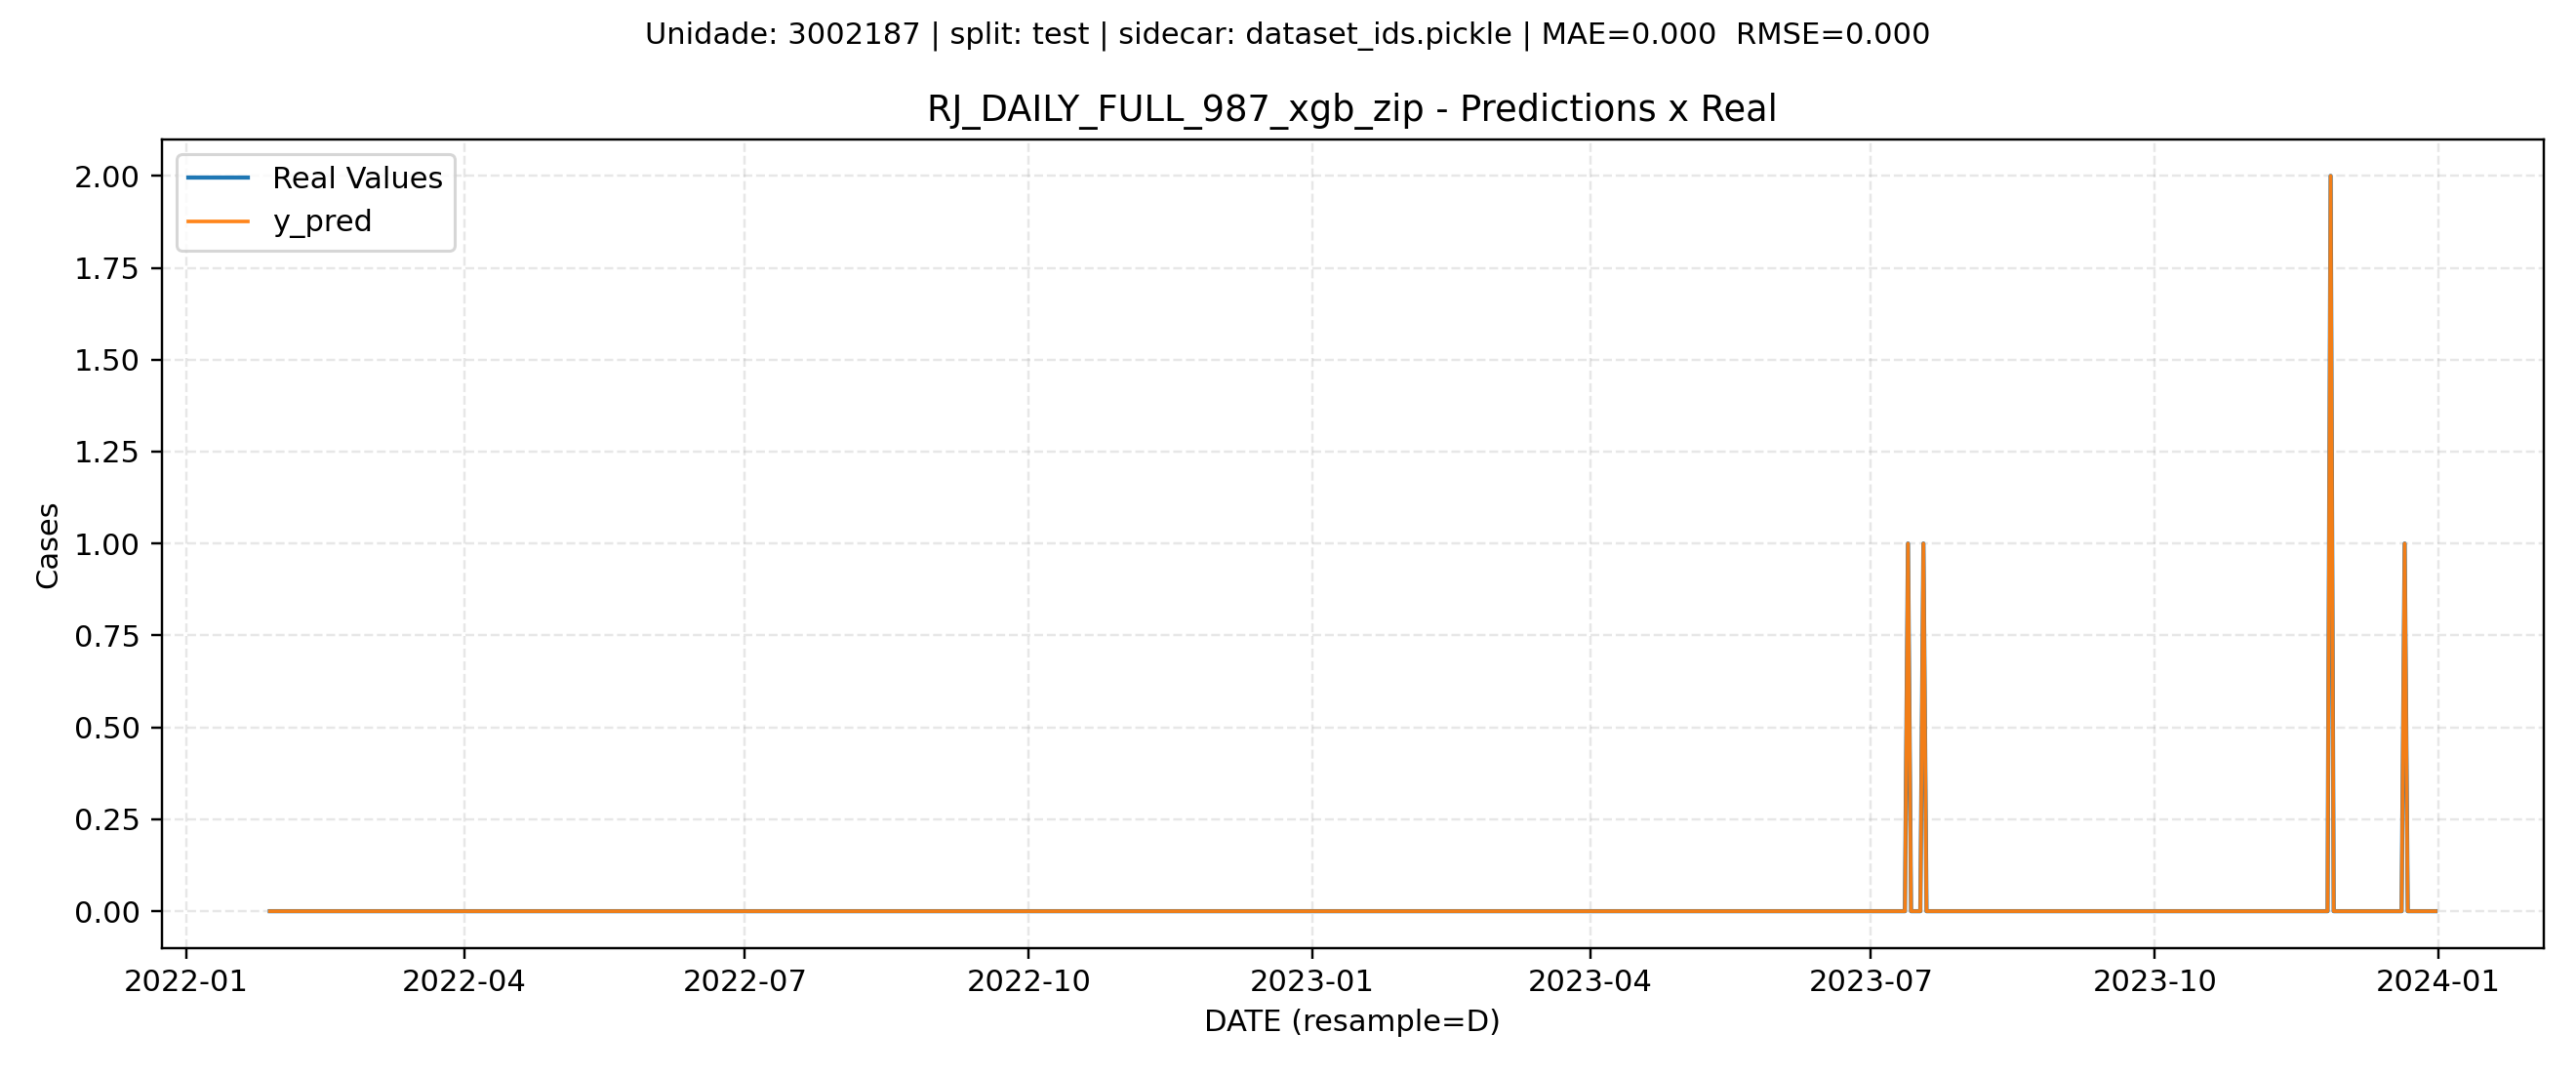 Unidade: 3002187 | split: test | sidecar: dataset_ids.pickle | MAE=0.000  RMSE=0.000
RJ_DAILY_FULL_987_xgb_zip - Predictions x Real
Real Values
y_pred
2.00
1.75
1.50
1.25
1.00
0.75
0.50
0.25
0.00
Cases
2022-01 2022-04 2022-07 2022-10 2023-01 2023-04 2023-07 2023-10 2024-01
DATE (resample=D)